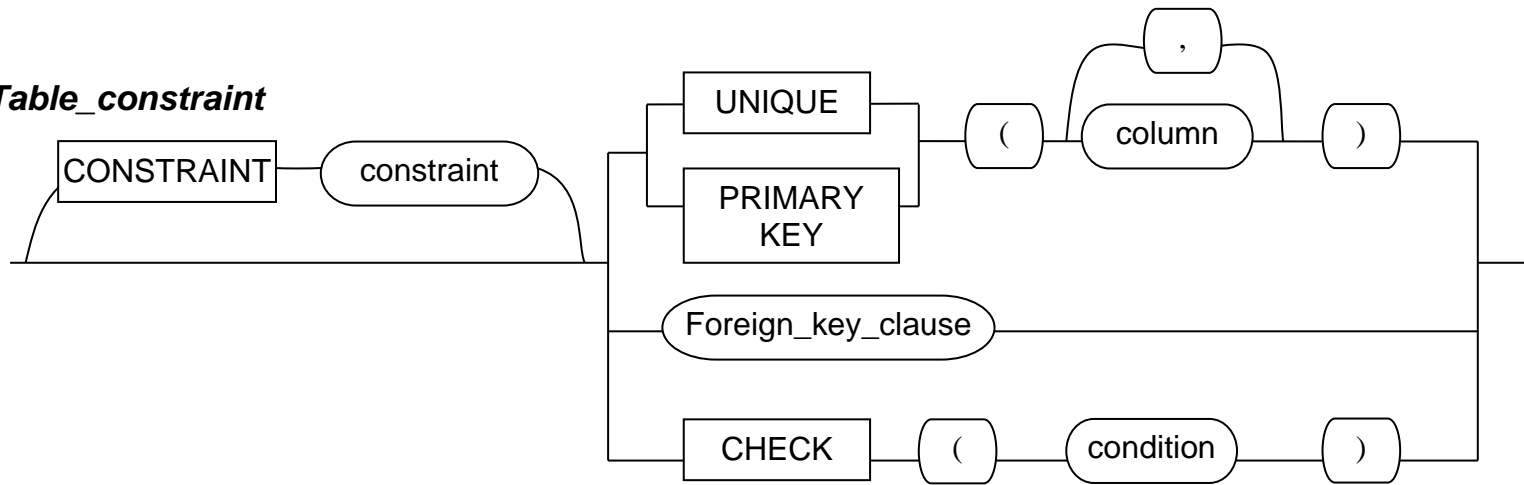 ,
Table_constraint
UNIQUE
( column )
CONSTRAINT constraint
PRIMARY
KEY
Foreign_key_clause
CHECK ( condition )